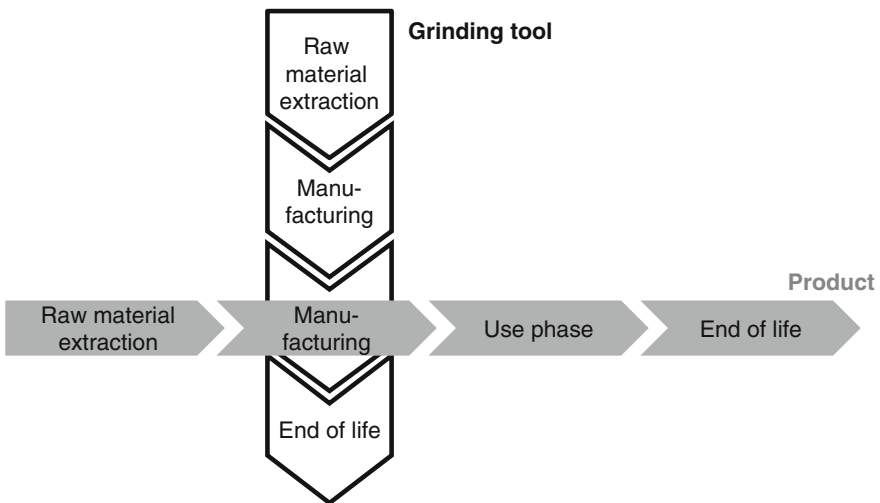 Grinding tool
Raw
material
extraction
Manu-
facturing
Product
Raw material
extraction
Manu-
facturing
Use phase
End of life
End of life